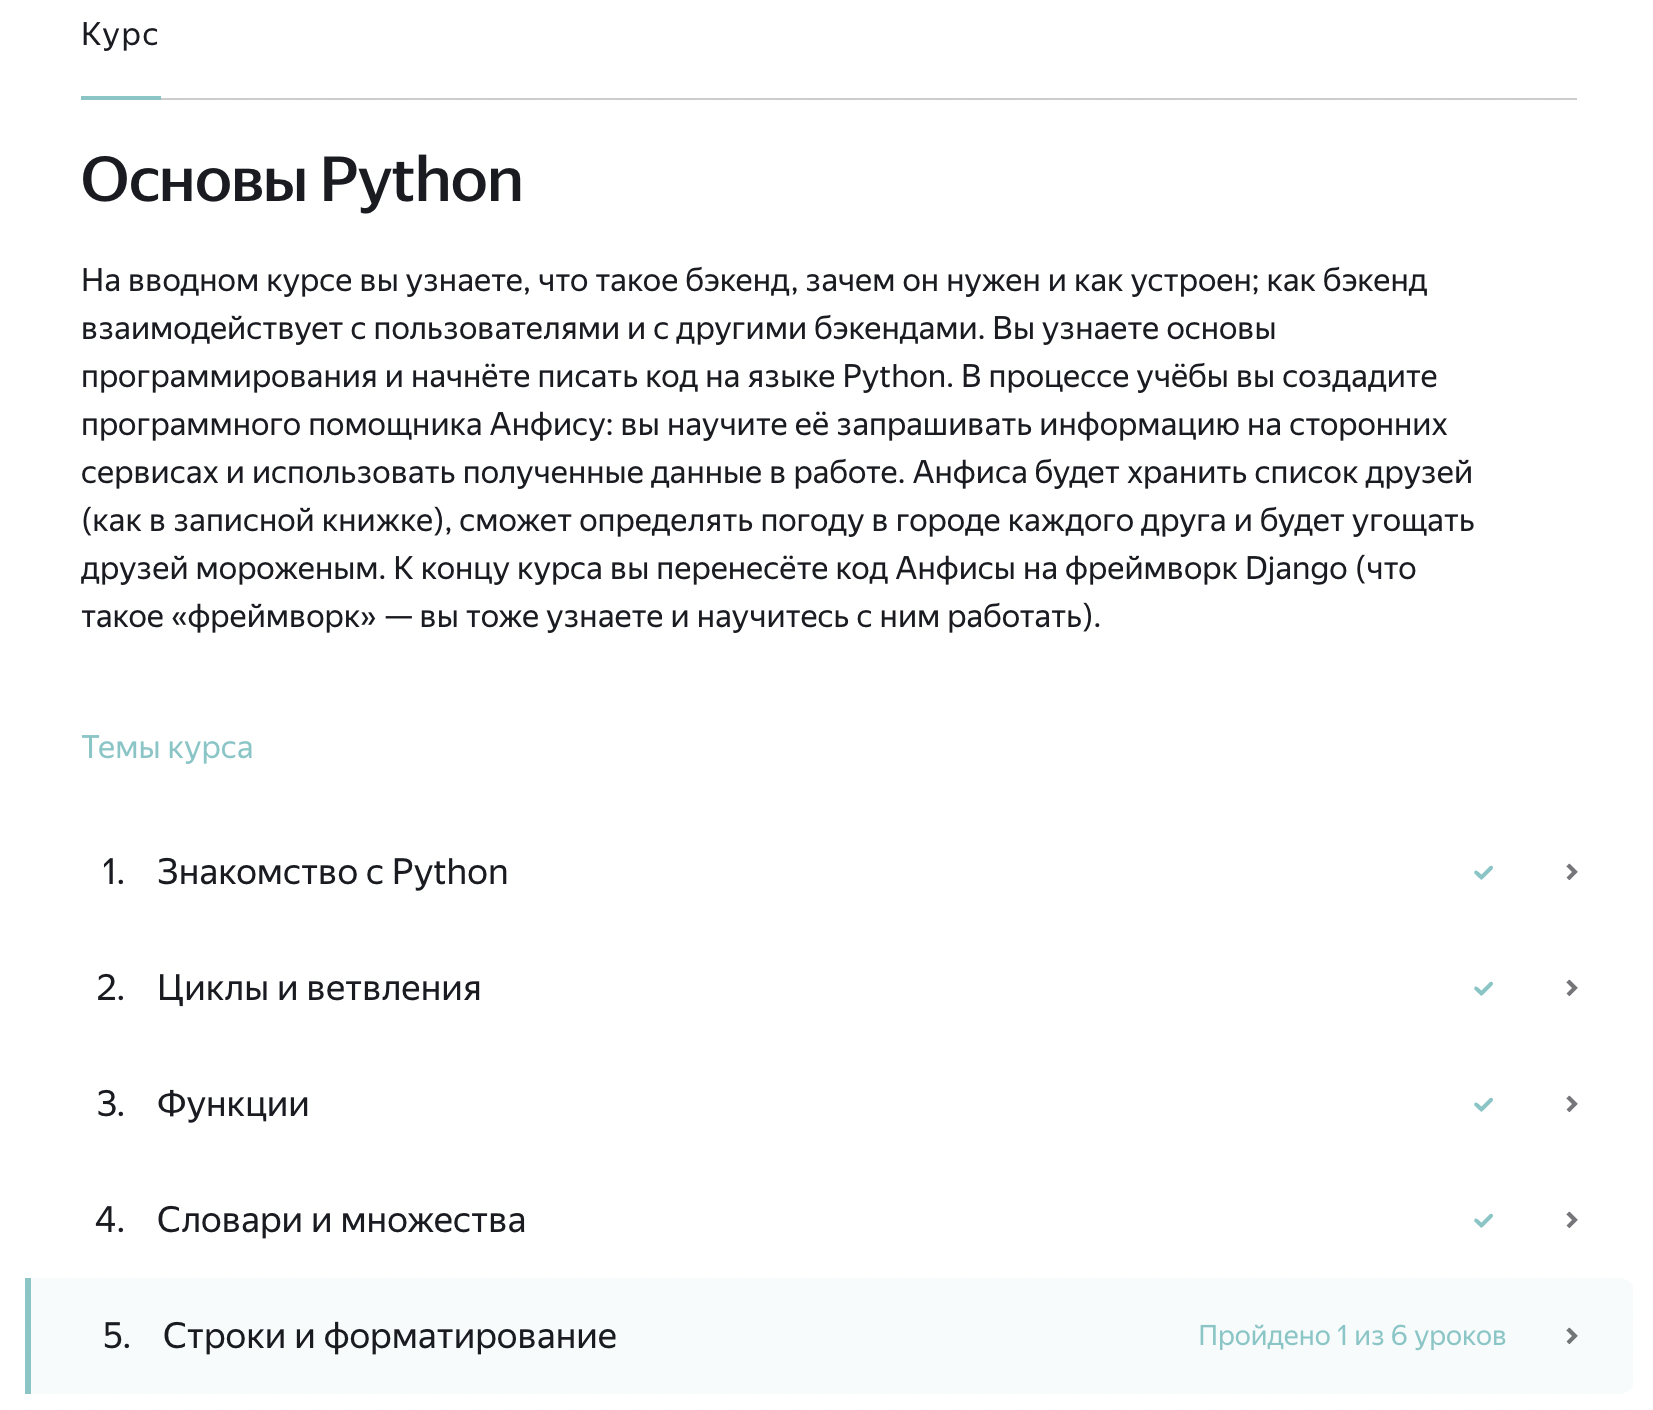 Курс
Основы Python
На вводном курсе вы узнаете, что такое бэкенд, зачем он нужен и как устроен; как бэкенд
взаимодействует с пользователями и с другими бэкендами. Вы узнаете основы
программирования и начнёте писать код на языке Python. В процессе учёбы вы создадите
программного помощника Анфису: вы научите её запрашивать информацию на сторонних
сервисах и использовать полученные данные в работе. Анфиса будет хранить список друзей
(как в записной книжке), сможет определять погоду в городе каждого друга и будет угощать
друзей мороженым. К концу курса вы перенесёте код Анфисы на фреймворк Django (что
такое «фреймворк» — вы тоже узнаете и научитесь с ним работать).
Темы курса
1. Знакомство с Python
2. Циклы и ветвления
3. Функции
4. Словари и множества
5. Строки и форматирование Пройдено 1 из 6 уроков